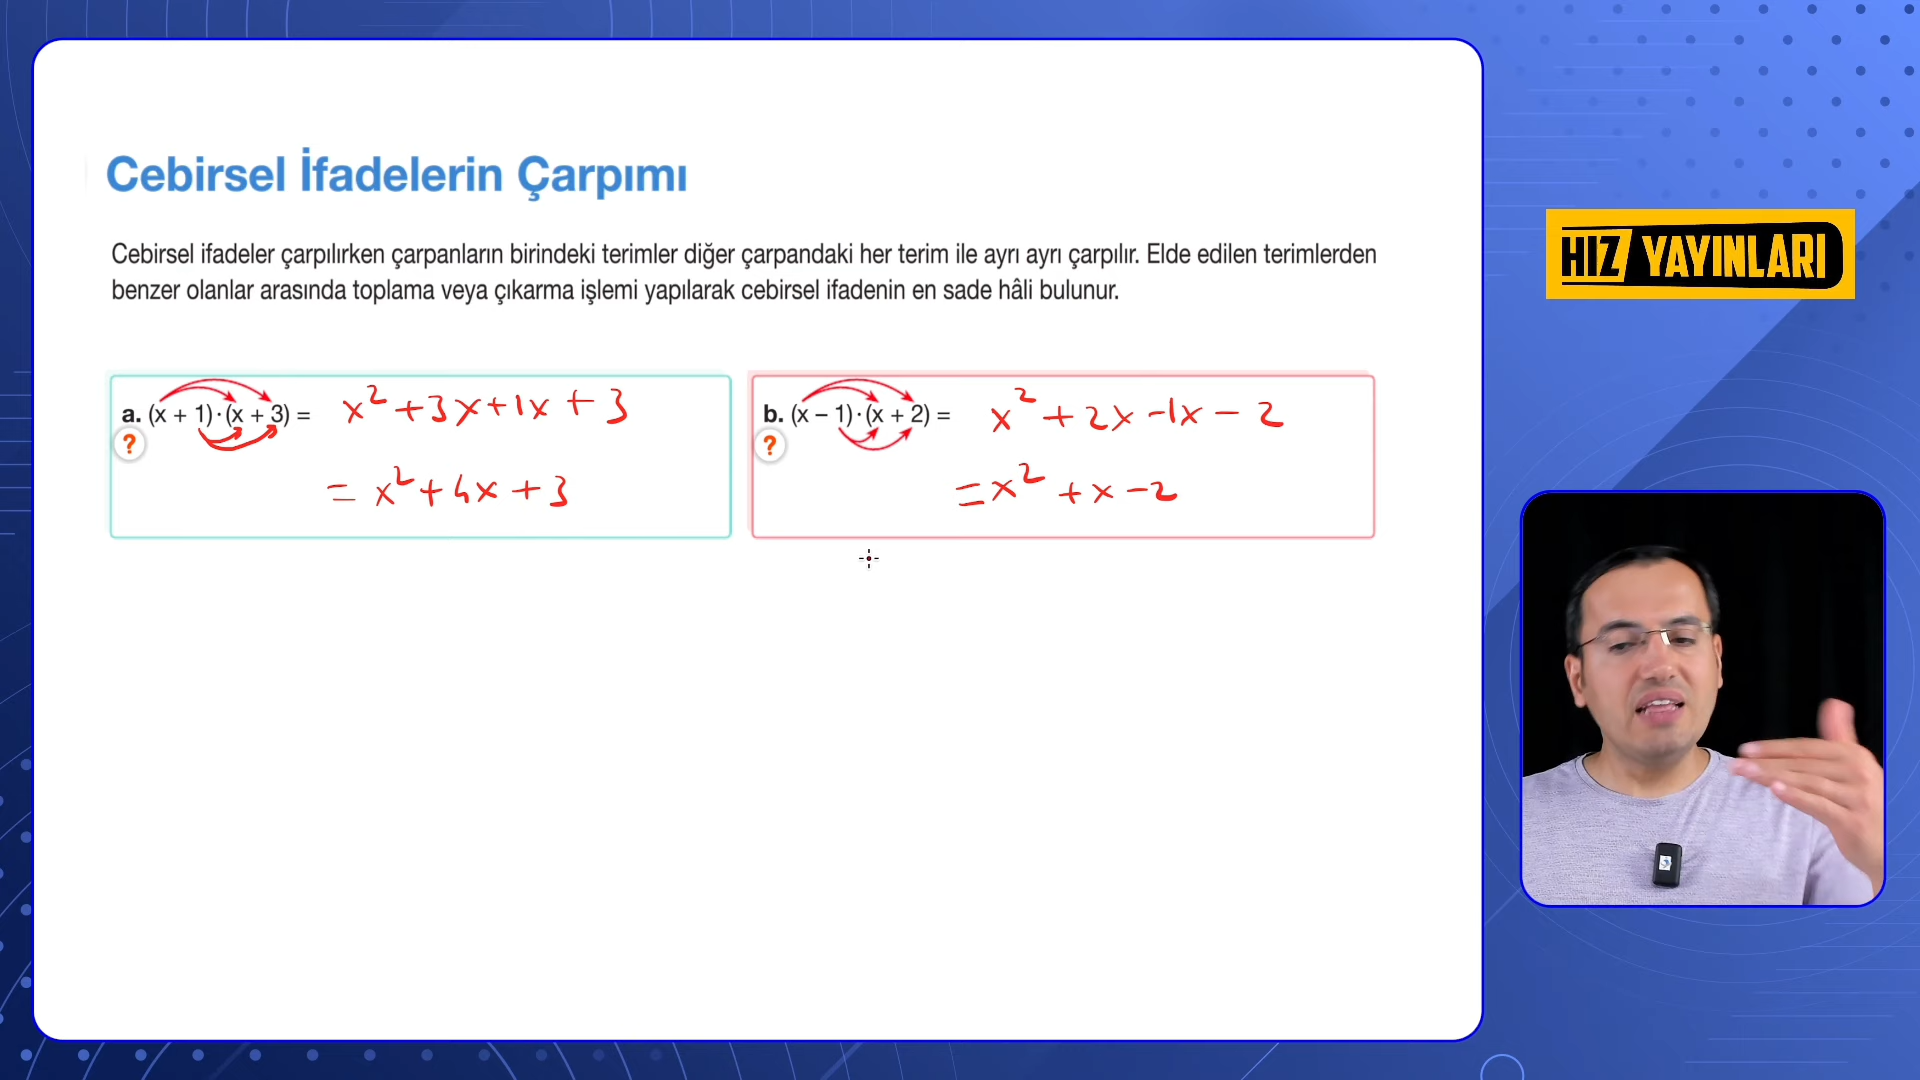 Cebirsel İfadelerin Çarpımı
HIZ YAYINLARI
Cebirsel ifadeler çarpılırken çarpanların birindeki terimler diğer çarpandaki her terim ile ayrı ayrı çarpılır. Elde edilen terimlerden
benzer olanlar arasında toplama veya çıkarma işlemi yapılarak cebirsel ifadenin en sade hâli bulunur.
a. (x + 1)·(x + 3) = x² + 3x + 1x + 3
?
= x² + 4x + 3
b. (x – 1)·(x + 2) = x² + 2x - 1x - 2
?
= x² + x - 2